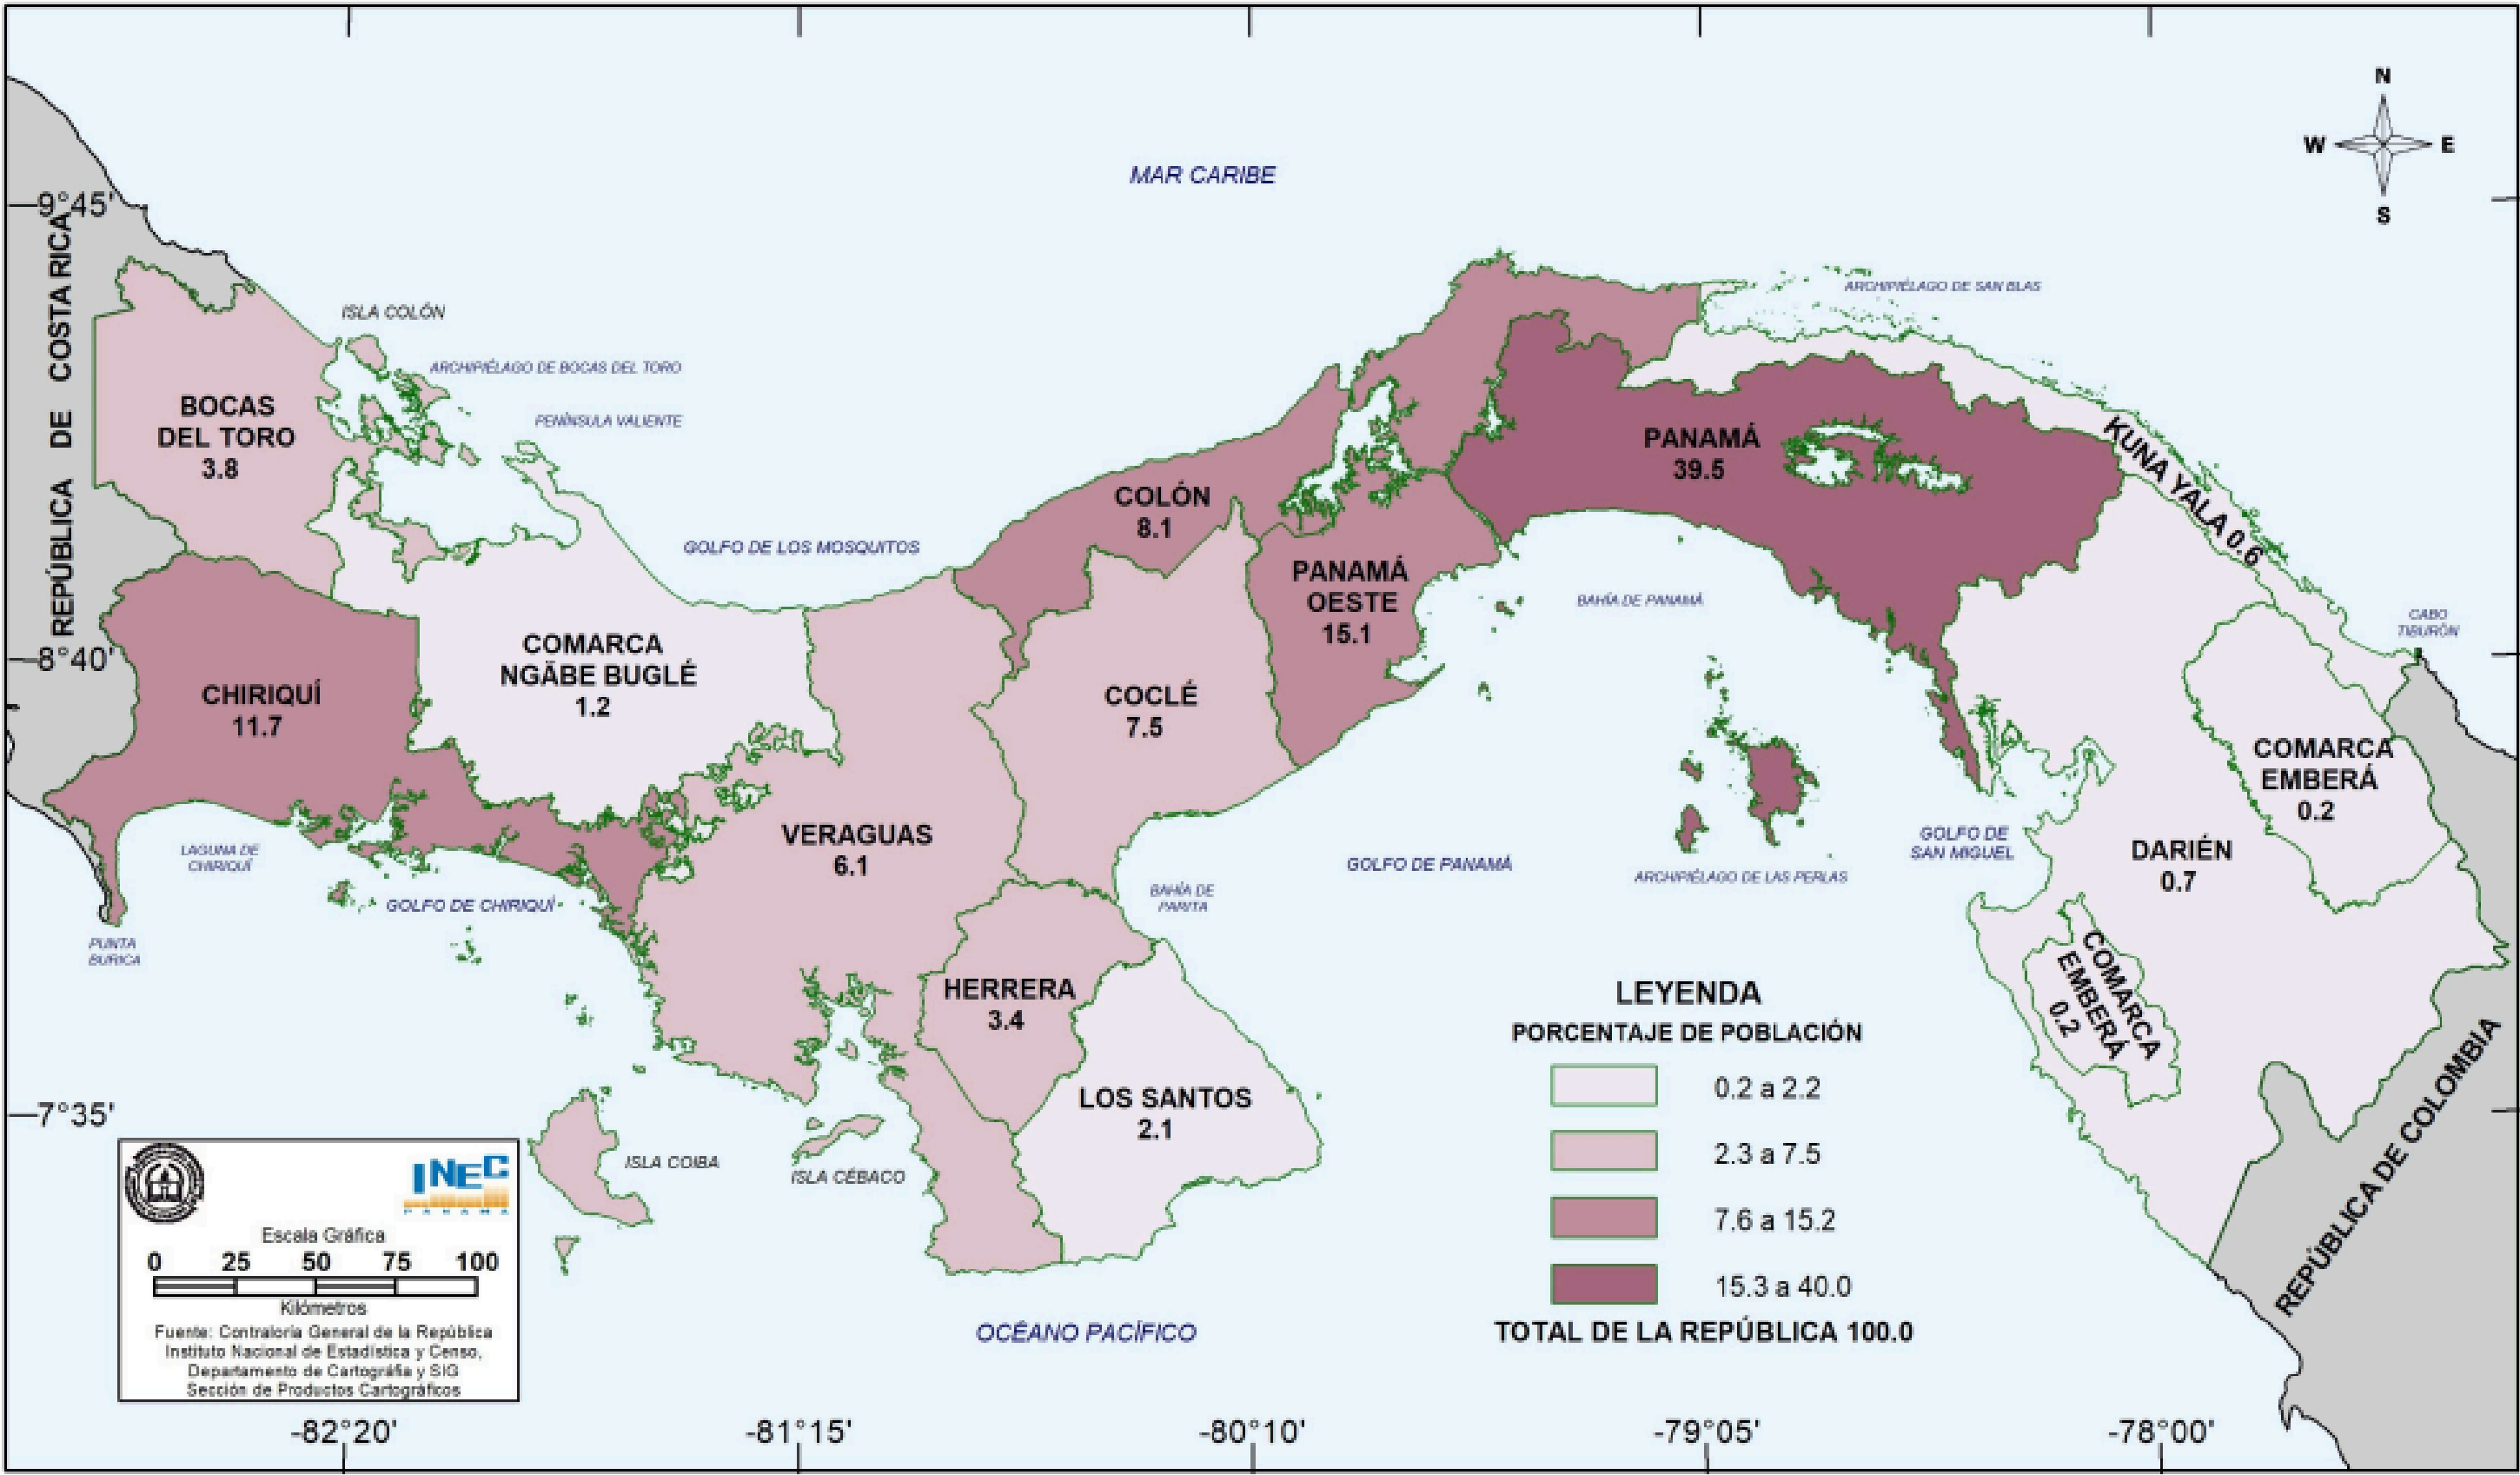 N
W E
S
MAR CARIBE
9°45'
REPÚBLICA DE COSTA RICA
ISLA COLÓN
ARCHIPIÉLAGO DE SAN BLAS
ARCHIPIÉLAGO DE BOCAS DEL TORO
BOCAS
DEL TORO
3.8
PENÍNSULA VALIENTE
PANAMÁ
39.5
KUNA YALA 0.6
COLÓN
8.1
GOLFO DE LOS MOSQUITOS
PANAMÁ
OESTE
15.1
BAHÍA DE PANAMÁ
CABO
TIBURÓN
8°40'
COMARCA
NGÄBE BUGLÉ
1.2
CHIRIQUÍ
11.7
COCLÉ
7.5
COMARCA
EMBERÁ
0.2
VERAGUAS
6.1
LAGUNA DE
CHIRIQUÍ
GOLFO DE CHIRIQUÍ
GOLFO DE PANAMÁ
GOLFO DE
SAN MIGUEL
ARCHIPIÉLAGO DE LAS PERLAS
DARIÉN
0.7
BAHÍA DE
PARITA
PUNTA
BURICA
HERRERA
3.4
COMARCA
EMBERÁ
0.2
LOS SANTOS
2.1
7°35'
ISLA COIBA
ISLA CÉBACO
REPÚBLICA DE COLOMBIA
LEYENDA
PORCENTAJE DE POBLACIÓN
0.2 a 2.2
2.3 a 7.5
7.6 a 15.2
15.3 a 40.0
TOTAL DE LA REPÚBLICA 100.0
INEC
PANAMÁ
Escala Gráfica
0 25 50 75 100
Kilómetros
Fuente: Contraloría General de la República
Instituto Nacional de Estadística y Censo,
Departamento de Cartográfia y SIG
Sección de Productos Cartográficos
OCÉANO PACÍFICO
-82°20' -81°15' -80°10' -79°05' -78°00'